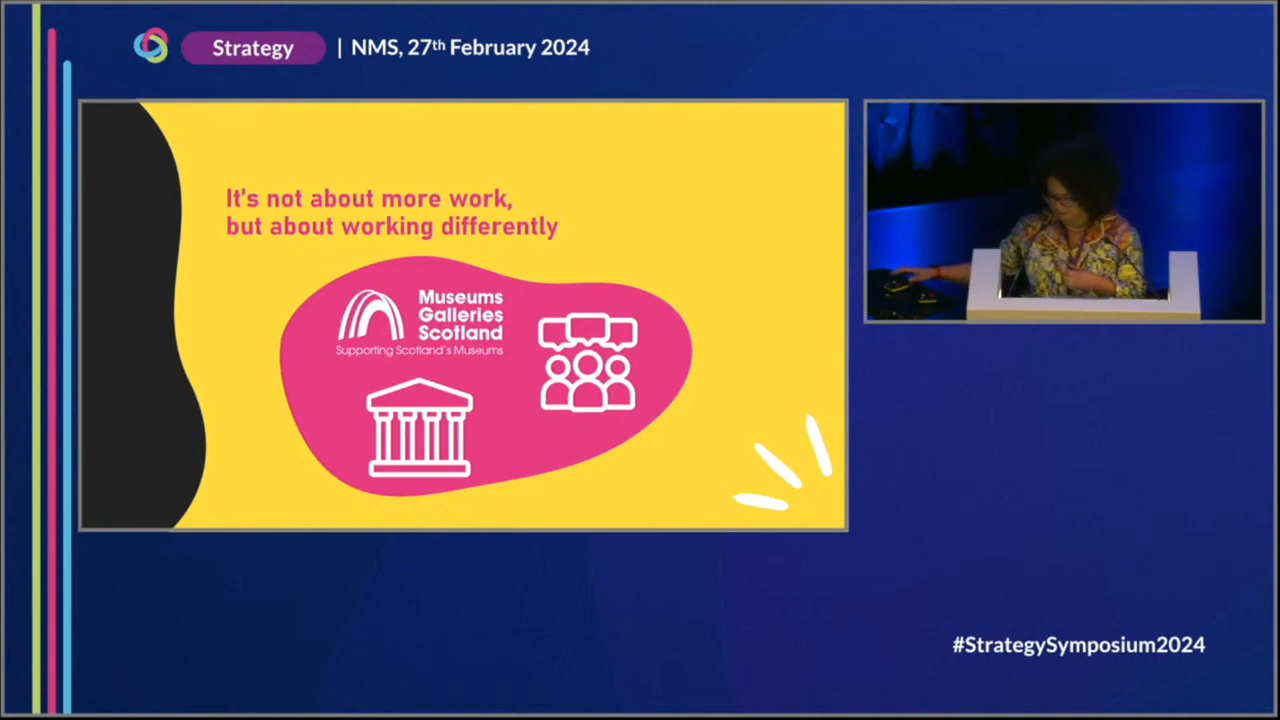 Strategy | NMS, 27th February 2024
It's not about more work,
but about working differently
Museums
Galleries
Scotland
Supporting Scotland's Museums
#StrategySymposium2024